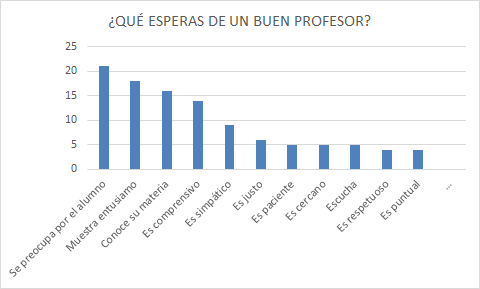 ¿QUÉ ESPERAS DE UN BUEN PROFESOR?
25
20
15
10
5
0
Se preocupa por el alumno
Muestra entusiamo
Conoce su materia
Es comprensivo
Es simpático
Es justo
Es paciente
Es cercano
Escucha
Es respetuoso
Es puntual
...